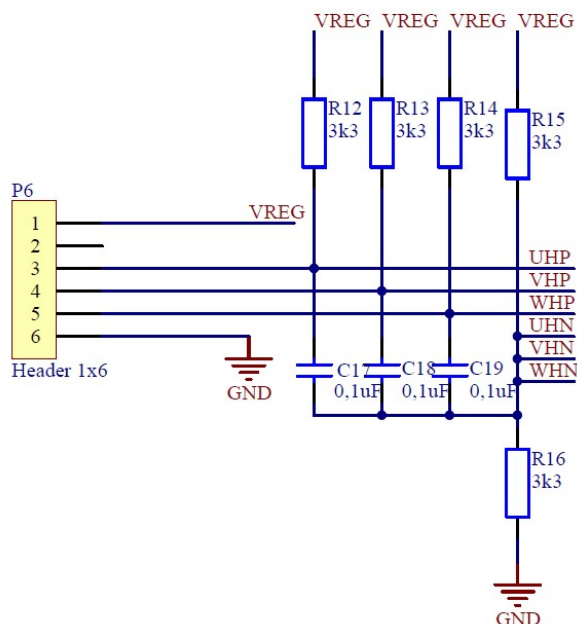 VREG VREG VREG VREG
R12
3k3
R13
3k3
R14
3k3
R15
3k3
P6
1
2
3
4
5
6
Header 1x6
VREG
GND
UHP
VHP
WHP
UHN
VHN
WHN
C17
0,1uF
C18
0,1uF
C19
0,1uF
R16
3k3
GND